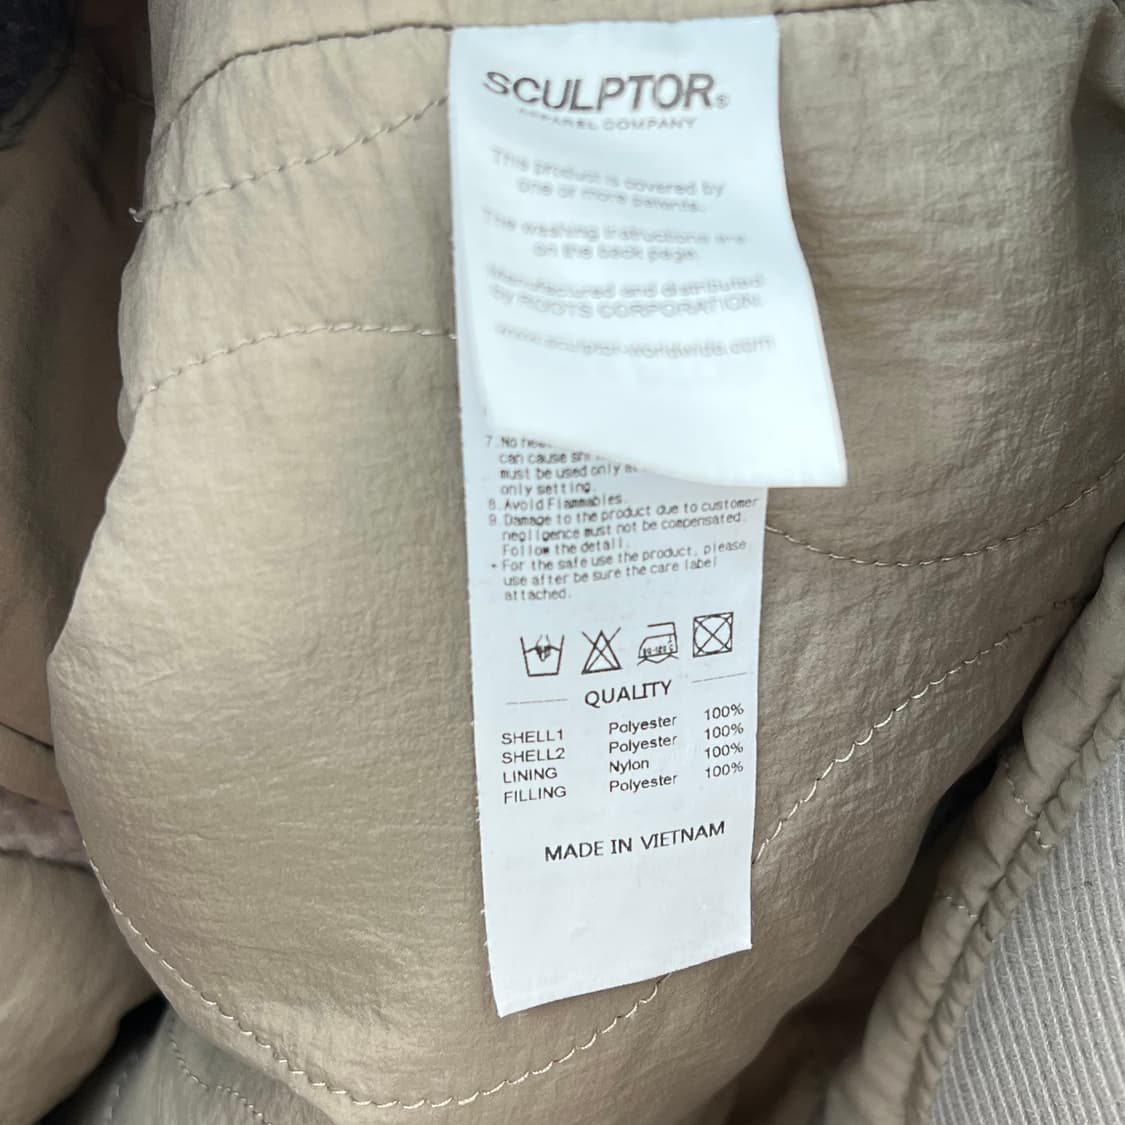 SCULPTOR®
APPAREL COMPANY
This product is covered by
one or more patents.
The washing instructions are
on the back page.
Manufactured and distributed
by ROOTS CORPORATION.
www.sculptor-worldwide.com
7. No
can cause
must be used only
only setting.
8. Avoid Flammables.
9. Damage to the product due to customer
negligence must not be compensated.
Follow the detail.
• For the safe use the product, please
use after be sure the care label
attached.
QUALITY
SHELL1 Polyester 100%
SHELL2 Polyester 100%
LINING Nylon 100%
FILLING Polyester 100%
MADE IN VIETNAM